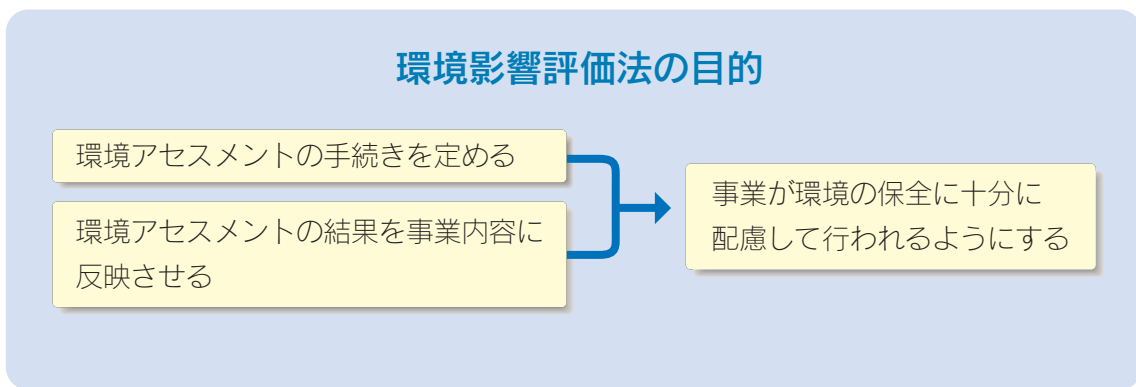 環境影響評価法の目的
環境アセスメントの手続きを定める
環境アセスメントの結果を事業内容に
反映させる
事業が環境の保全に十分に
配慮して行われるようにする